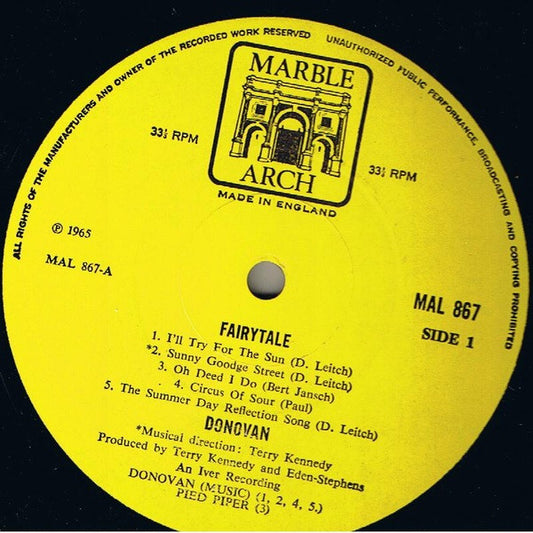 ALL RIGHTS OF THE MANUFACTURERS AND OWNER OF THE RECORDED WORK RESERVED
UNAUTHORIZED PUBLIC PERFORMANCE, BROADCASTING AND COPYING PROHIBITED
MARBLE
ARCH
MADE IN ENGLAND
33⅓ RPM
33⅓ RPM
℗ 1965
MAL 867-A
MAL 867
SIDE 1
FAIRYTALE
1. I'll Try For The Sun (D. Leitch)
*2. Sunny Goodge Street (D. Leitch)
3. Oh Deed I Do (Bert Jansch)
4. Circus Of Sour (Paul)
5. The Summer Day Reflection Song (D. Leitch)
DONOVAN
*Musical direction: Terry Kennedy
Produced by Terry Kennedy and Eden-Stephens
An Iver Recording
DONOVAN (MUSIC) (1, 2, 4, 5.)
PIED PIPER (3)